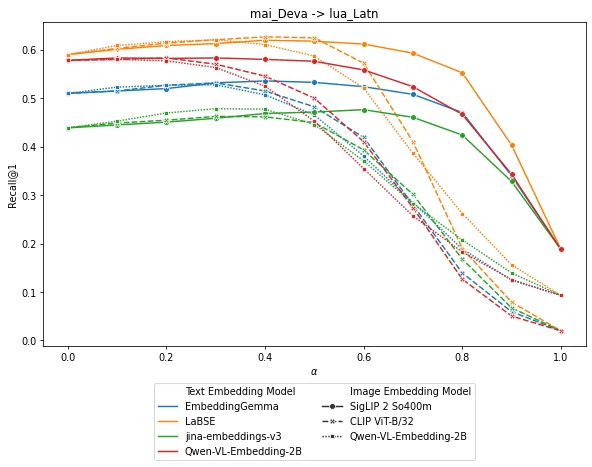 mai_Deva -> lua_Latn
Recall@1
0.6
0.5
0.4
0.3
0.2
0.1
0.0
0.0 0.2 0.4 0.6 0.8 1.0
α
Text Embedding Model
EmbeddingGemma
LaBSE
jina-embeddings-v3
Qwen-VL-Embedding-2B
Image Embedding Model
SigLIP 2 So400m
CLIP ViT-B/32
Qwen-VL-Embedding-2B